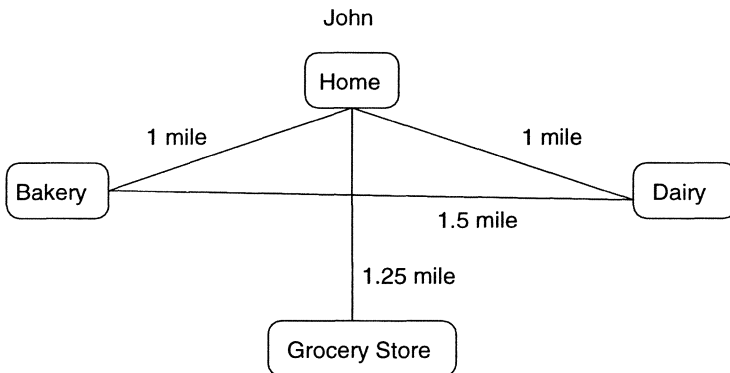 John
Home
1 mile
1 mile
Bakery
Dairy
1.5 mile
1.25 mile
Grocery Store